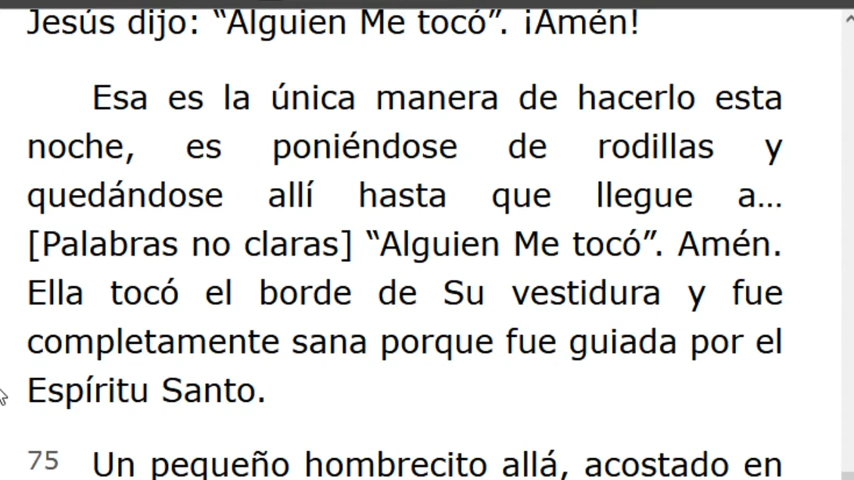 Jesús dijo: “Alguien Me tocó”. ¡Amén!
Esa es la única manera de hacerlo esta
noche, es poniéndose de rodillas y
quedándose allí hasta que llegue a…
[Palabras no claras] “Alguien Me tocó”. Amén.
Ella tocó el borde de Su vestidura y fue
completamente sana porque fue guiada por el
Espíritu Santo.
75 Un pequeño hombrecito allá, acostado en